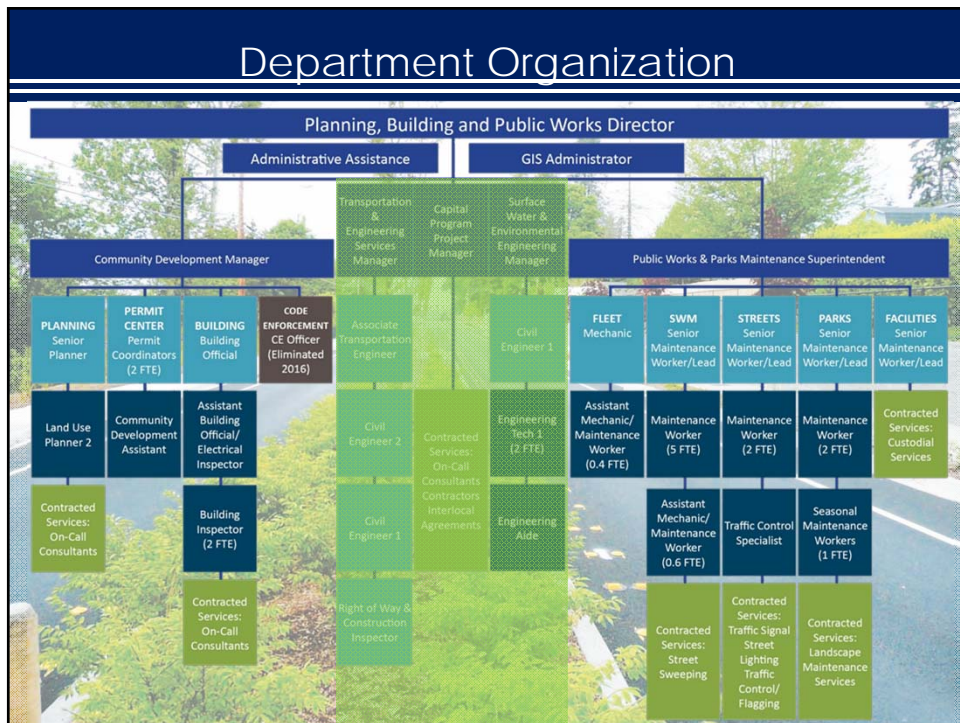 Department Organization
Planning, Building and Public Works Director
Administrative Assistance
GIS Administrator
Community Development Manager
Transportation
&
Engineering
Services
Manager
Capital
Program
Project
Manager
Surface
Water &
Environmental
Engineering
Manager
Public Works & Parks Maintenance Superintendent
PLANNING
Senior
Planner
PERMIT
CENTER
Permit
Coordinators
(2 FTE)
BUILDING
Building
Official
CODE
ENFORCEMENT
CE Officer
(Eliminated
2016)
Associate
Transportation
Engineer
Civil
Engineer 1
FLEET
Mechanic
SWM
Senior
Maintenance
Worker/Lead
STREETS
Senior
Maintenance
Worker/Lead
PARKS
Senior
Maintenance
Worker/Lead
FACILITIES
Senior
Maintenance
Worker/Lead
Land Use
Planner 2
Community
Development
Assistant
Assistant
Building
Official/
Electrical
Inspector
Civil
Engineer 2
Contracted
Services:
On-Call
Consultants
Contractors
Interlocal
Agreements
Engineering
Tech 1
(2 FTE)
Assistant
Mechanic/
Maintenance
Worker
(0.4 FTE)
Maintenance
Worker
(5 FTE)
Maintenance
Worker
(2 FTE)
Maintenance
Worker
(2 FTE)
Contracted
Services:
Custodial
Services
Contracted
Services:
On-Call
Consultants
Building
Inspector
(2 FTE)
Civil
Engineer 1
Engineering
Aide
Assistant
Mechanic/
Maintenance
Worker
(0.6 FTE)
Traffic Control
Specialist
Seasonal
Maintenance
Workers
(1 FTE)
Contracted
Services:
On-Call
Consultants
Right of Way &
Construction
Inspector
Contracted
Services:
Street
Sweeping
Contracted
Services:
Traffic Signal
Street
Lighting
Traffic
Control/
Flagging
Contracted
Services:
Landscape
Maintenance
Services